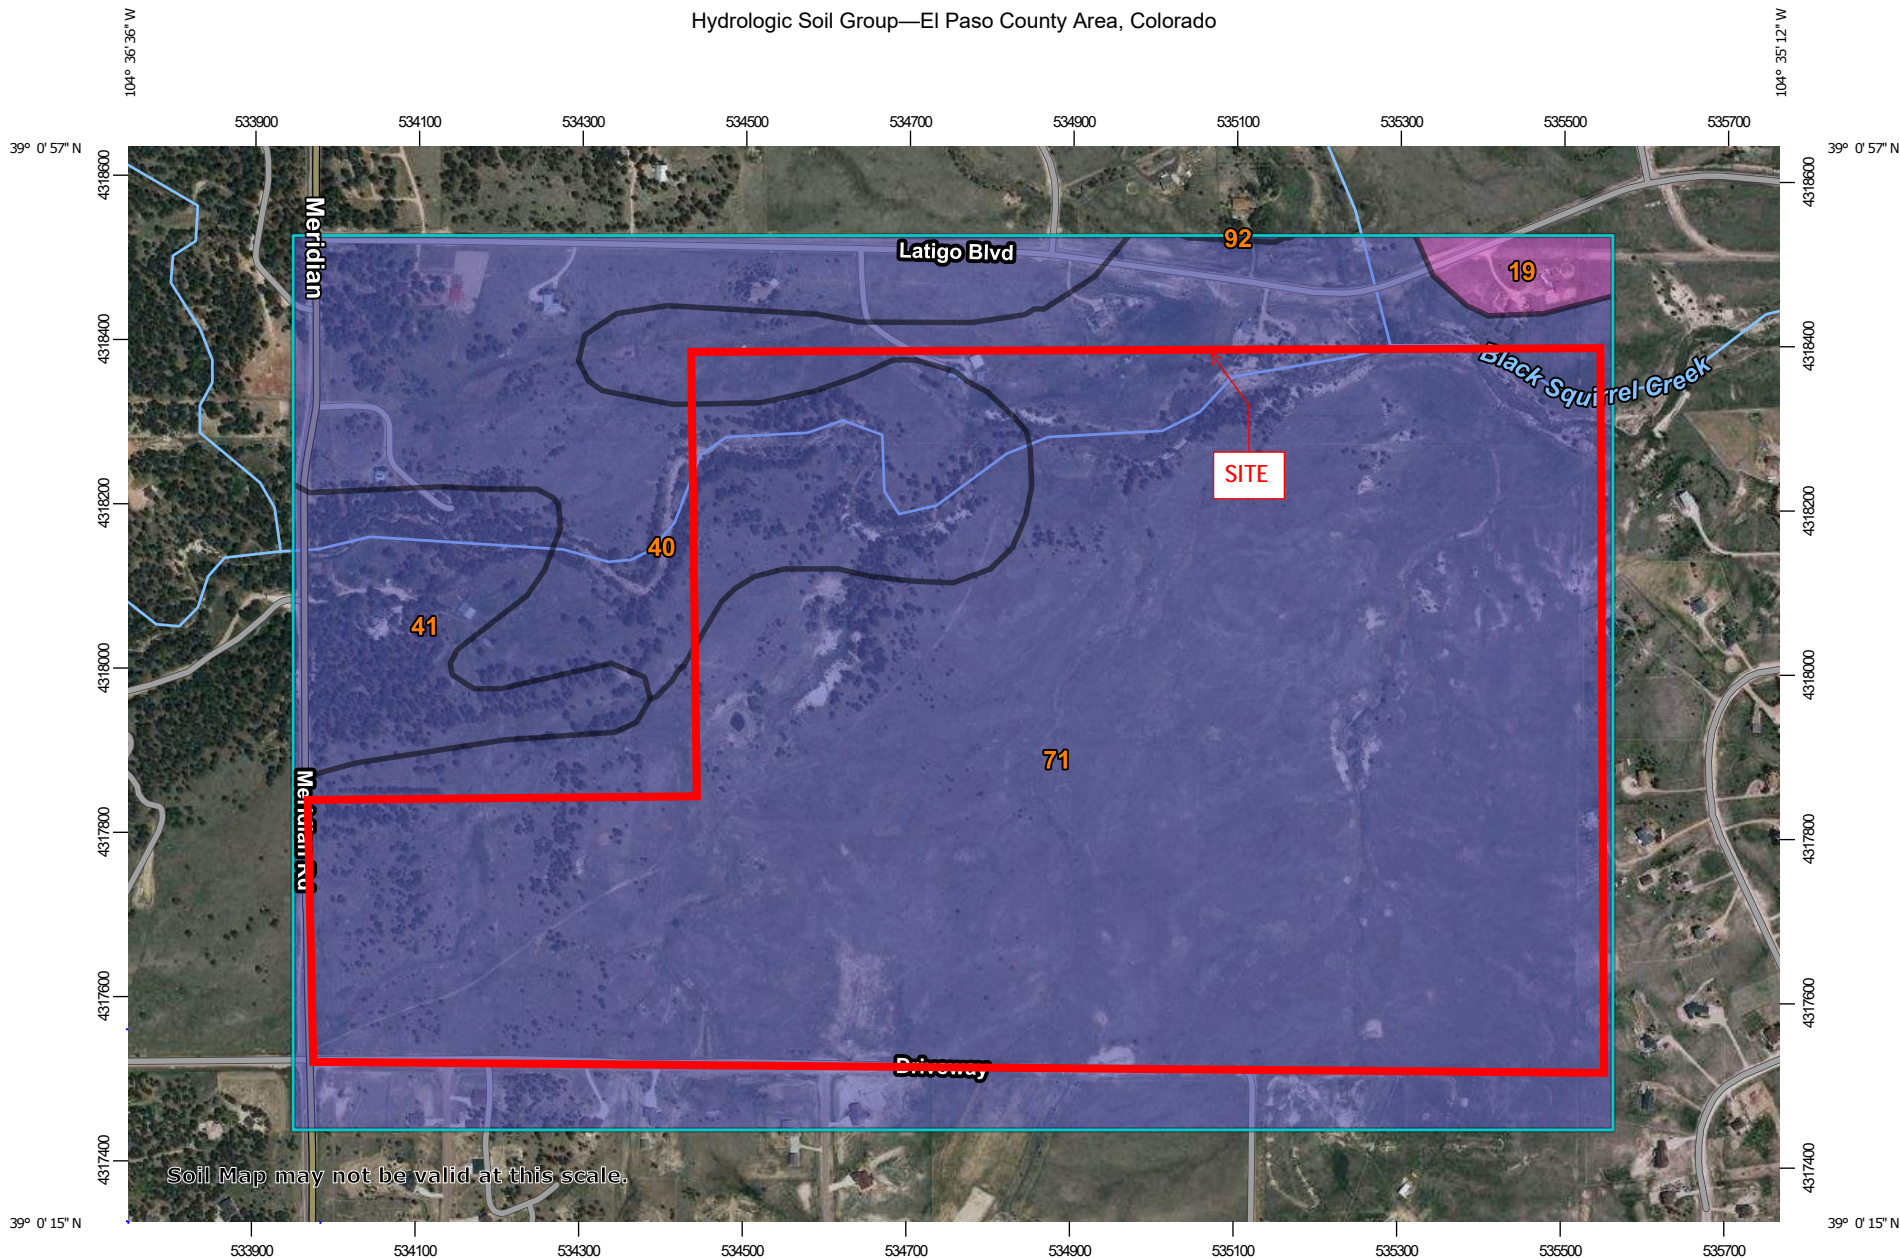 Hydrologic Soil Group—El Paso County Area, Colorado
104° 36' 36" W
104° 35' 12" W
533900 534100 534300 534500 534700 534900 535100 535300 535500 535700
39° 0' 57" N
39° 0' 57" N
4318600
4318600
Meridian
Latigo Blvd
92
19
4318400
4318400
Black Squirrel Creek
SITE
4318200
4318200
40
41
4318000
4318000
71
Meridian Rd
4317800
4317800
4317600
4317600
Driveway
4317400
4317400
Soil Map may not be valid at this scale.
39° 0' 15" N
39° 0' 15" N
533900 534100 534300 534500 534700 534900 535100 535300 535500 535700